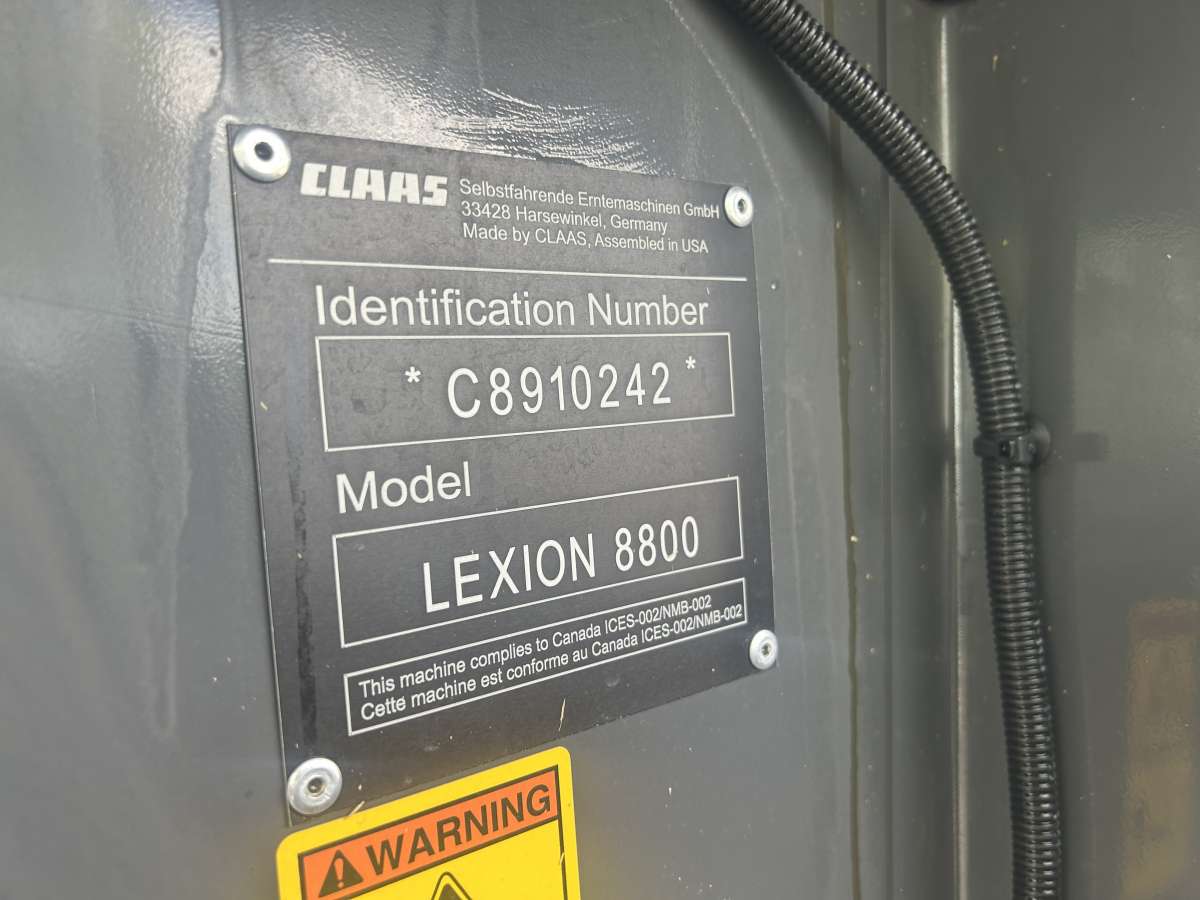 CLAAS Selbstfahrende Erntemaschinen GmbH
33428 Harsewinkel, Germany
Made by CLAAS, Assembled in USA
Identification Number
* C8910242 *
Model
LEXION 8800
This machine complies to Canada ICES-002/NMB-002
Cette machine est conforme au Canada ICES-002/NMB-002
WARNING